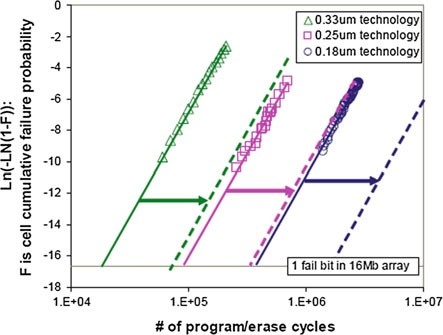 Ln(-LN(1-F)):
F is cell cumulative failure probability
0
-2
-4
-6
-8
-10
-12
-14
-16
-18
0.33um technology
0.25um technology
0.18um technology
1 fail bit in 16Mb array
1.E+04 1.E+05 1.E+06 1.E+07
# of program/erase cycles